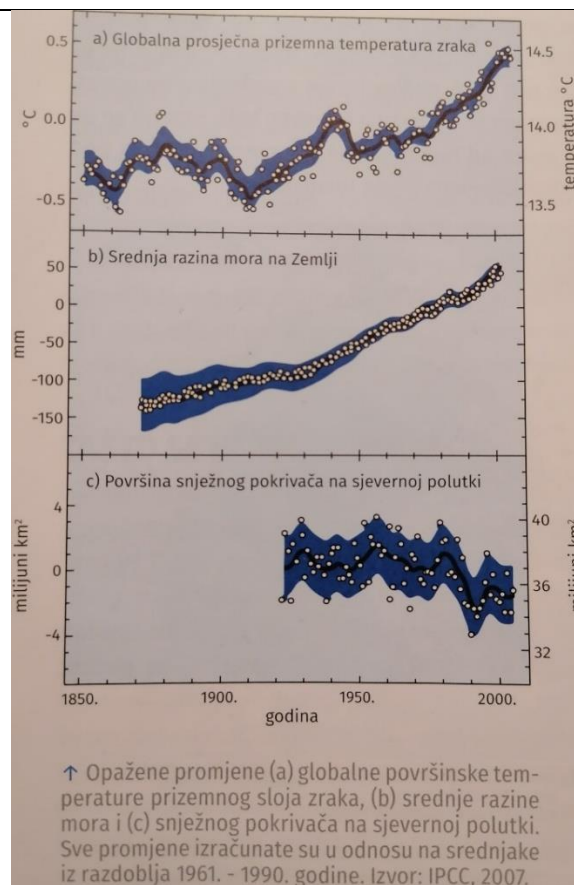 a) Globalna prosječna prizemna temperatura zraka
0.5
0.0
-0.5
°C
14.5
14.0
13.5
temperatura °C
b) Srednja razina mora na Zemlji
50
0
-50
-100
-150
mm
c) Površina snježnog pokrivača na sjevernoj polutki
4
0
-4
milijuni km²
40
36
32
1850.
1900.
1950.
2000.
godina
↑ Opažene promjene (a) globalne površinske tem-
perature prizemnog sloja zraka, (b) srednje razine
mora i (c) snježnog pokrivača na sjevernoj polutki.
Sve promjene izračunate su u odnosu na srednjake
iz razdoblja 1961. - 1990. godine. Izvor: IPCC, 2007.